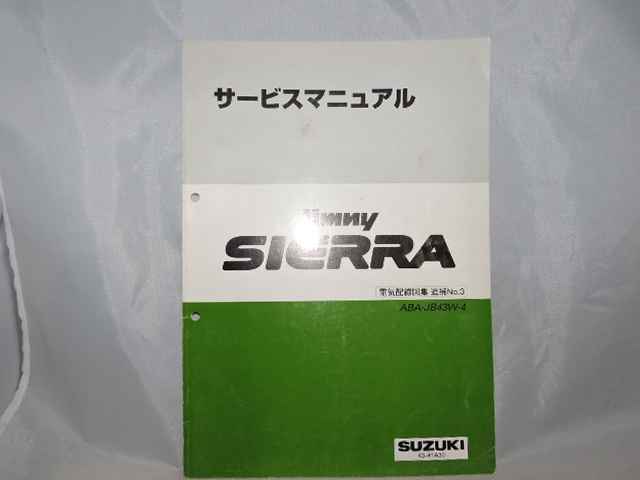 サービスマニュアル
Jimny
SIERRA
電気配線図集 追補No.3
ABA-JB43W-4
SUZUKI